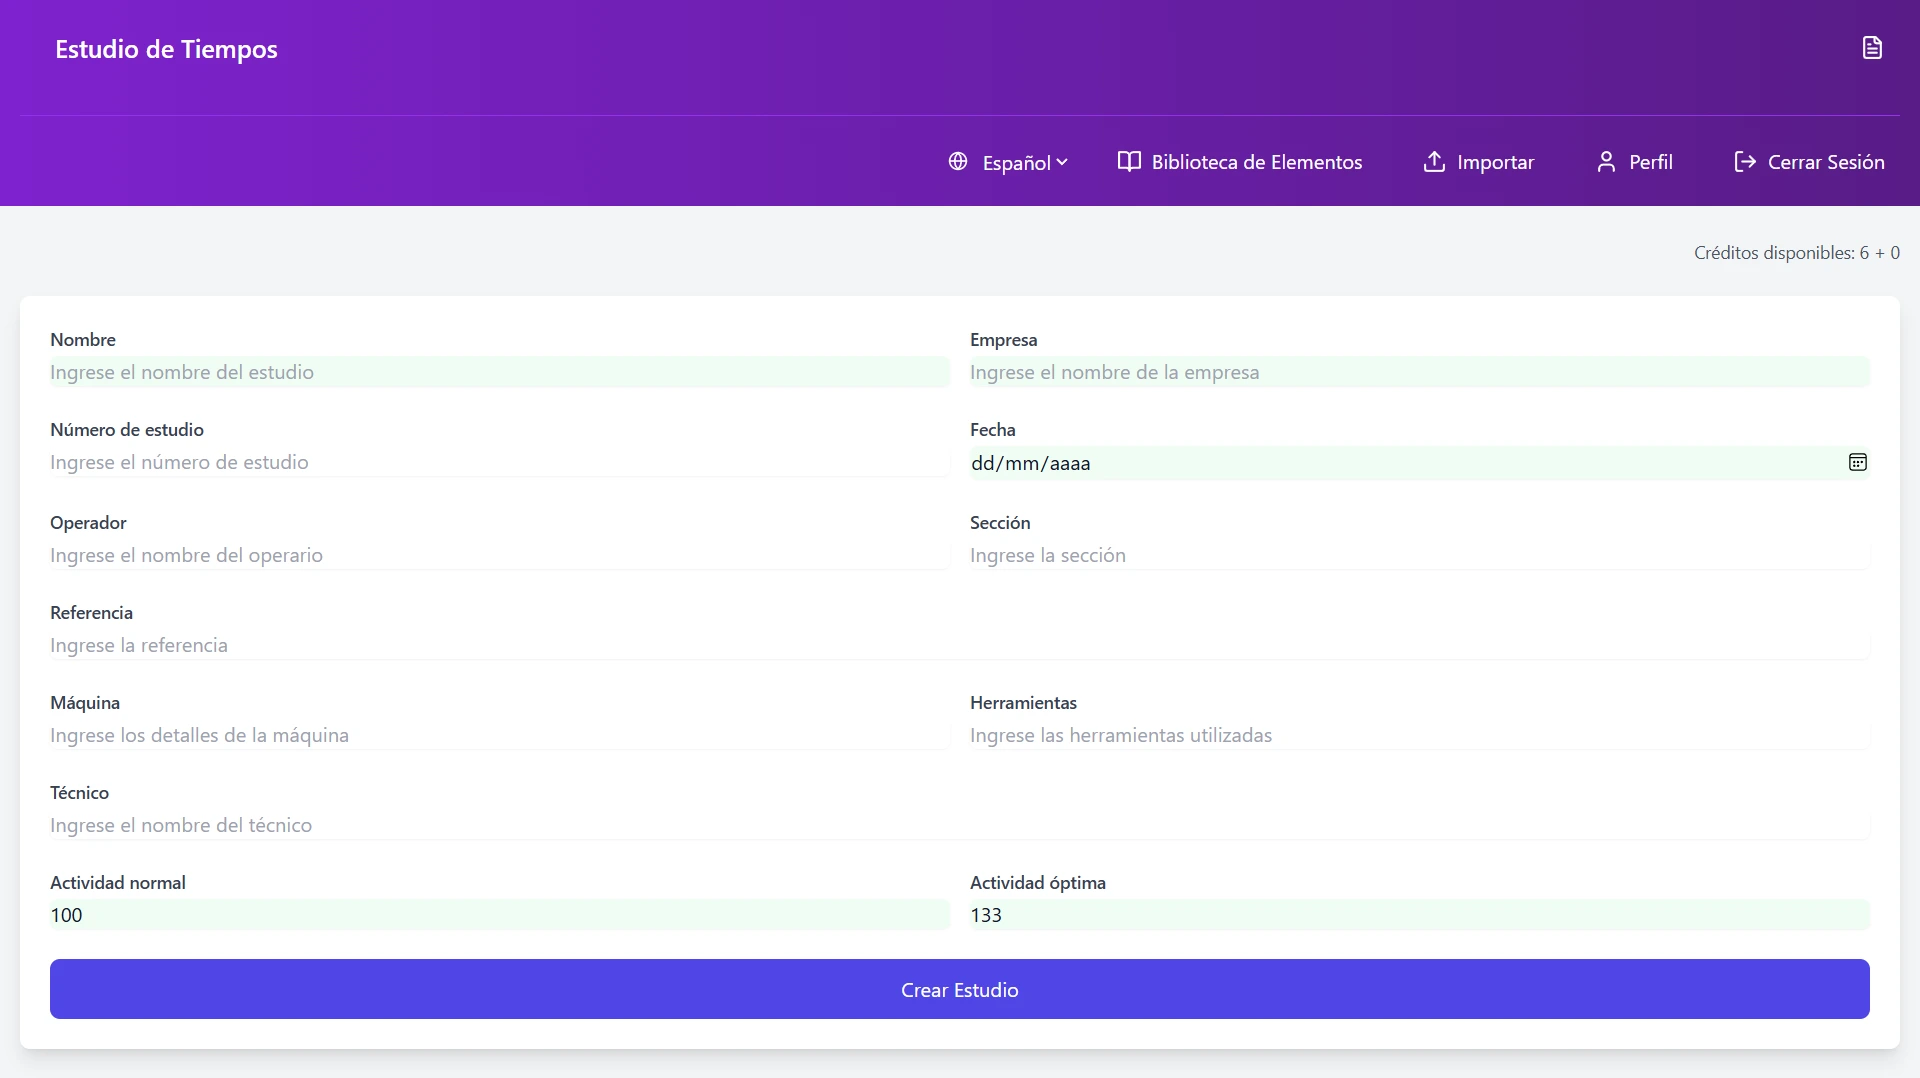 Estudio de Tiempos
Español
Biblioteca de Elementos
Importar
Perfil
Cerrar Sesión
Créditos disponibles: 6 + 0
Nombre
Ingrese el nombre del estudio
Empresa
Ingrese el nombre de la empresa
Número de estudio
Ingrese el número de estudio
Fecha
dd/mm/aaaa
Operador
Ingrese el nombre del operario
Sección
Ingrese la sección
Referencia
Ingrese la referencia
Máquina
Ingrese los detalles de la máquina
Herramientas
Ingrese las herramientas utilizadas
Técnico
Ingrese el nombre del técnico
Actividad normal
100
Actividad óptima
133
Crear Estudio